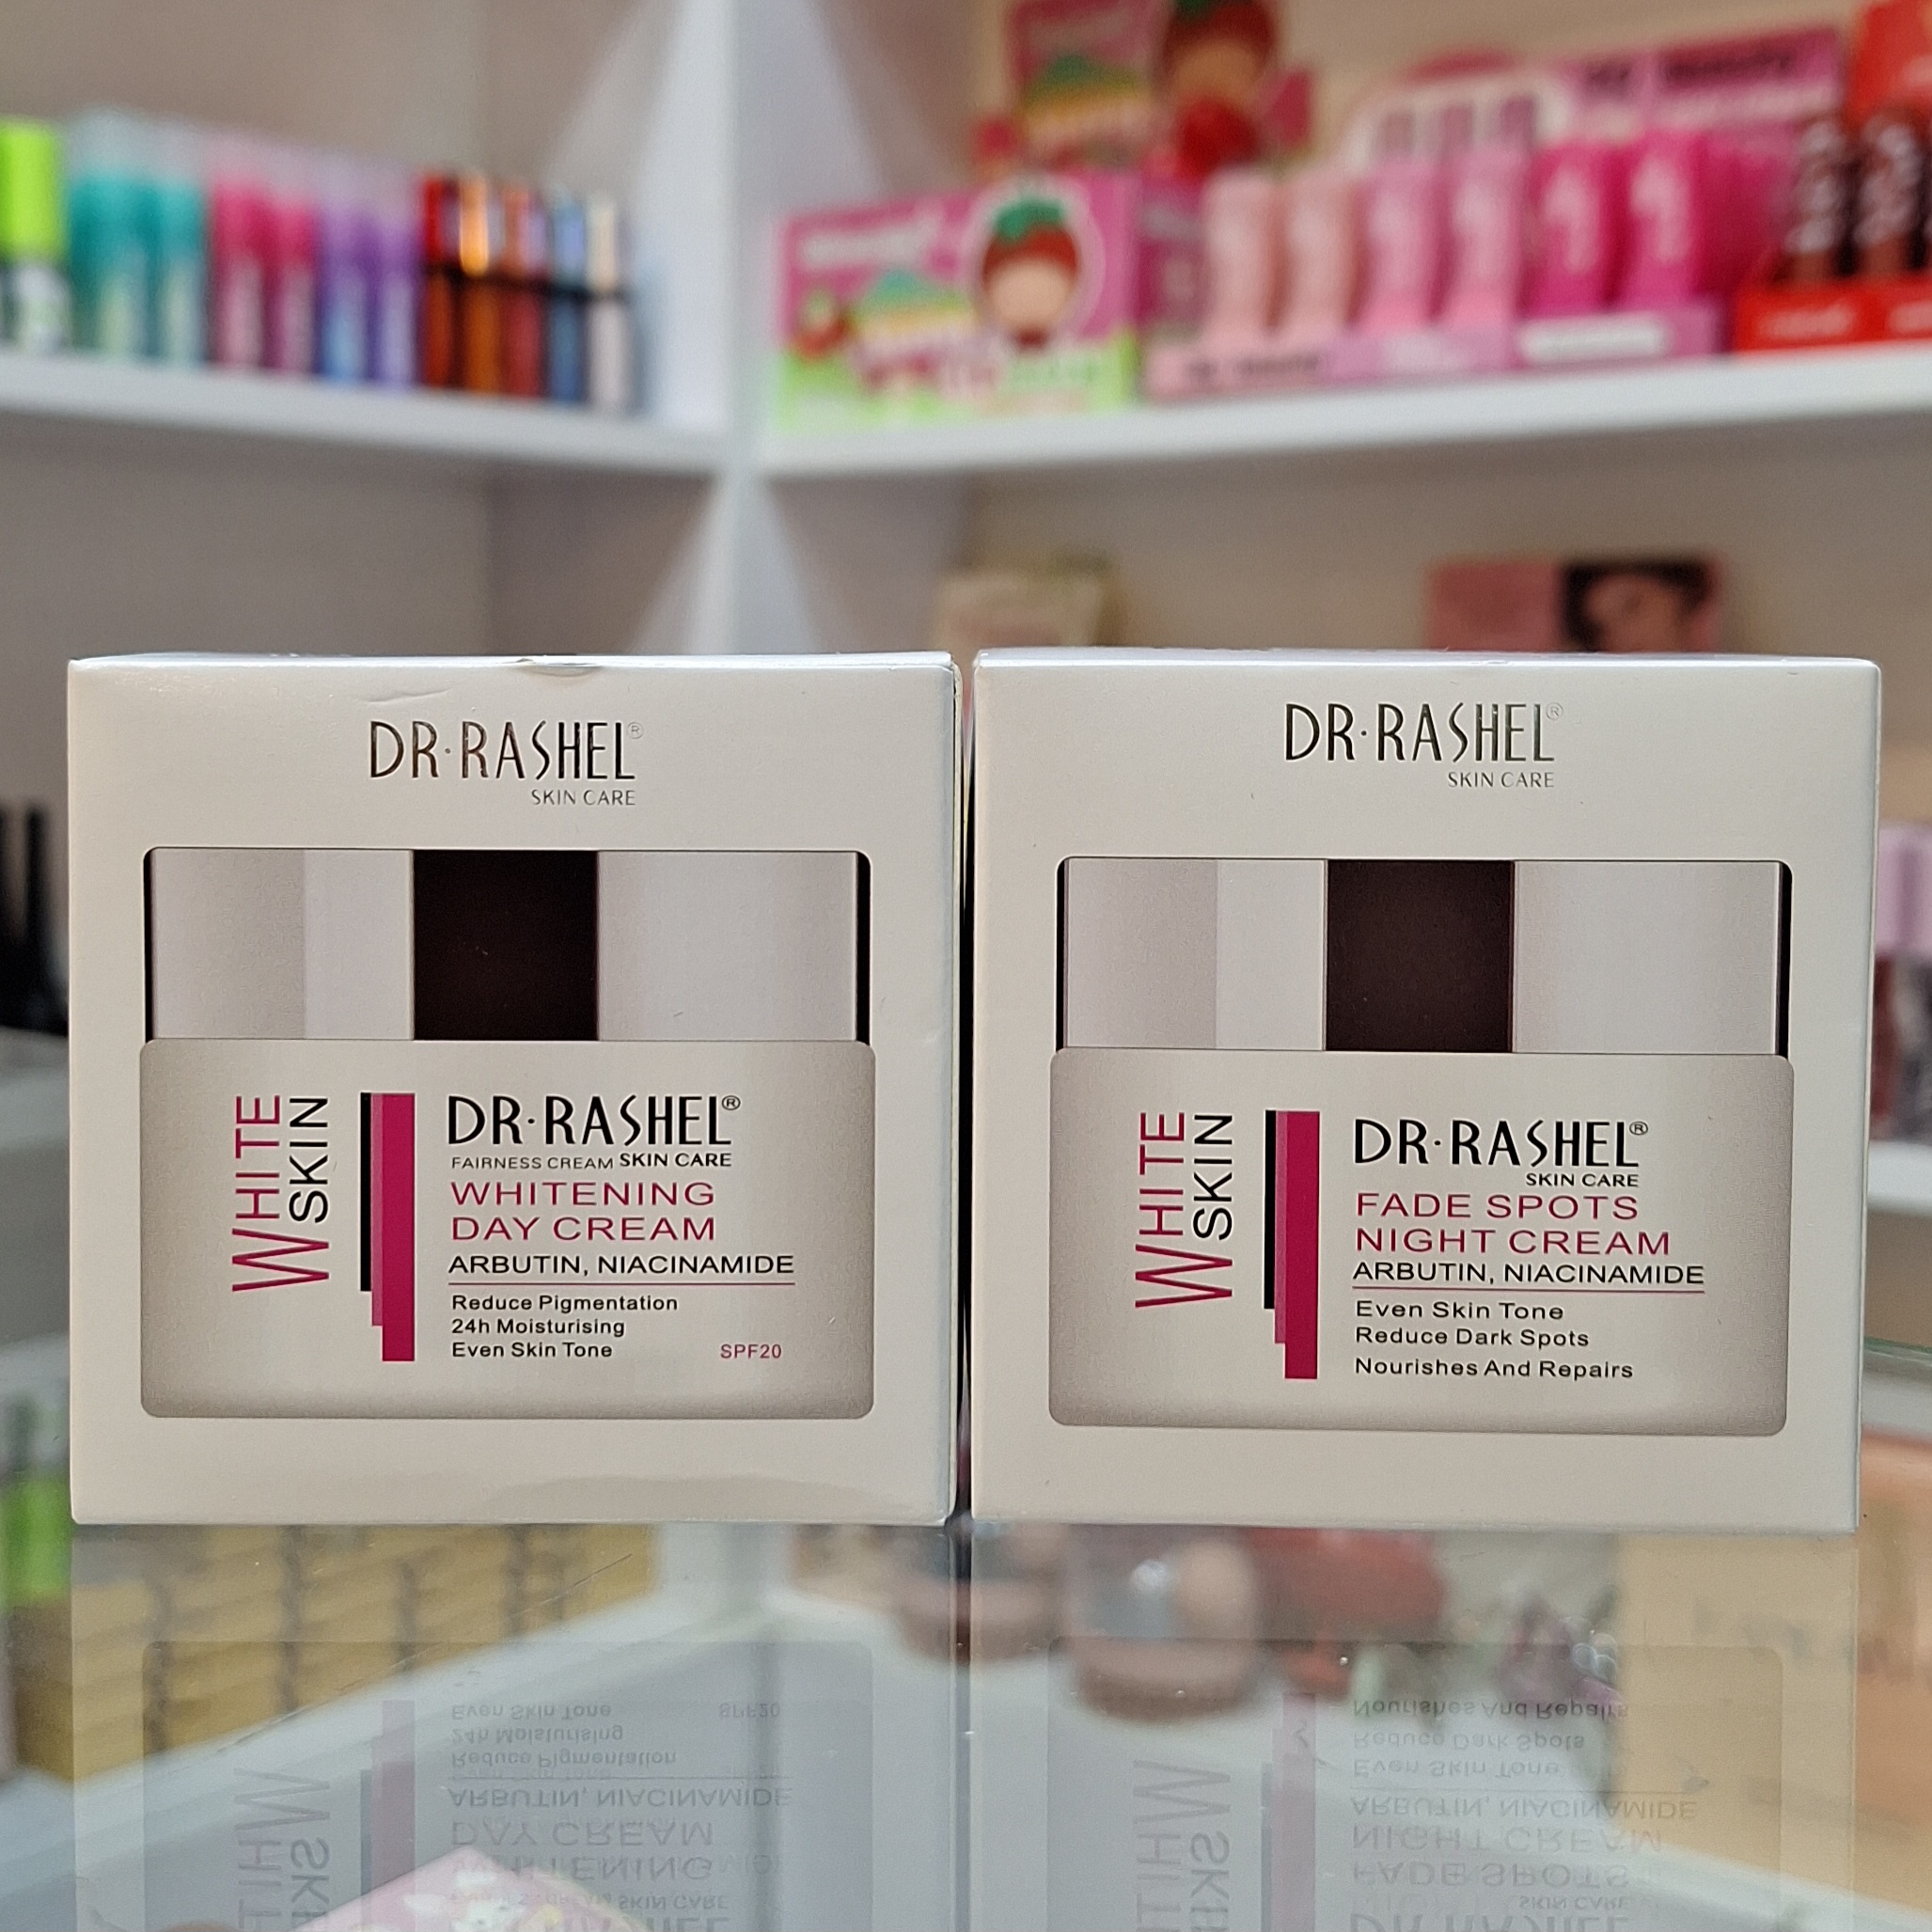 DR·RASHEL®
SKIN CARE
WHITE
SKIN
DR·RASHEL®
FAIRNESS CREAM SKIN CARE
WHITENING
DAY CREAM
ARBUTIN, NIACINAMIDE
Reduce Pigmentation
24h Moisturising
Even Skin Tone
SPF20
DR·RASHEL®
SKIN CARE
WHITE
SKIN
DR·RASHEL®
SKIN CARE
FADE SPOTS
NIGHT CREAM
ARBUTIN, NIACINAMIDE
Even Skin Tone
Reduce Dark Spots
Nourishes And Repairs